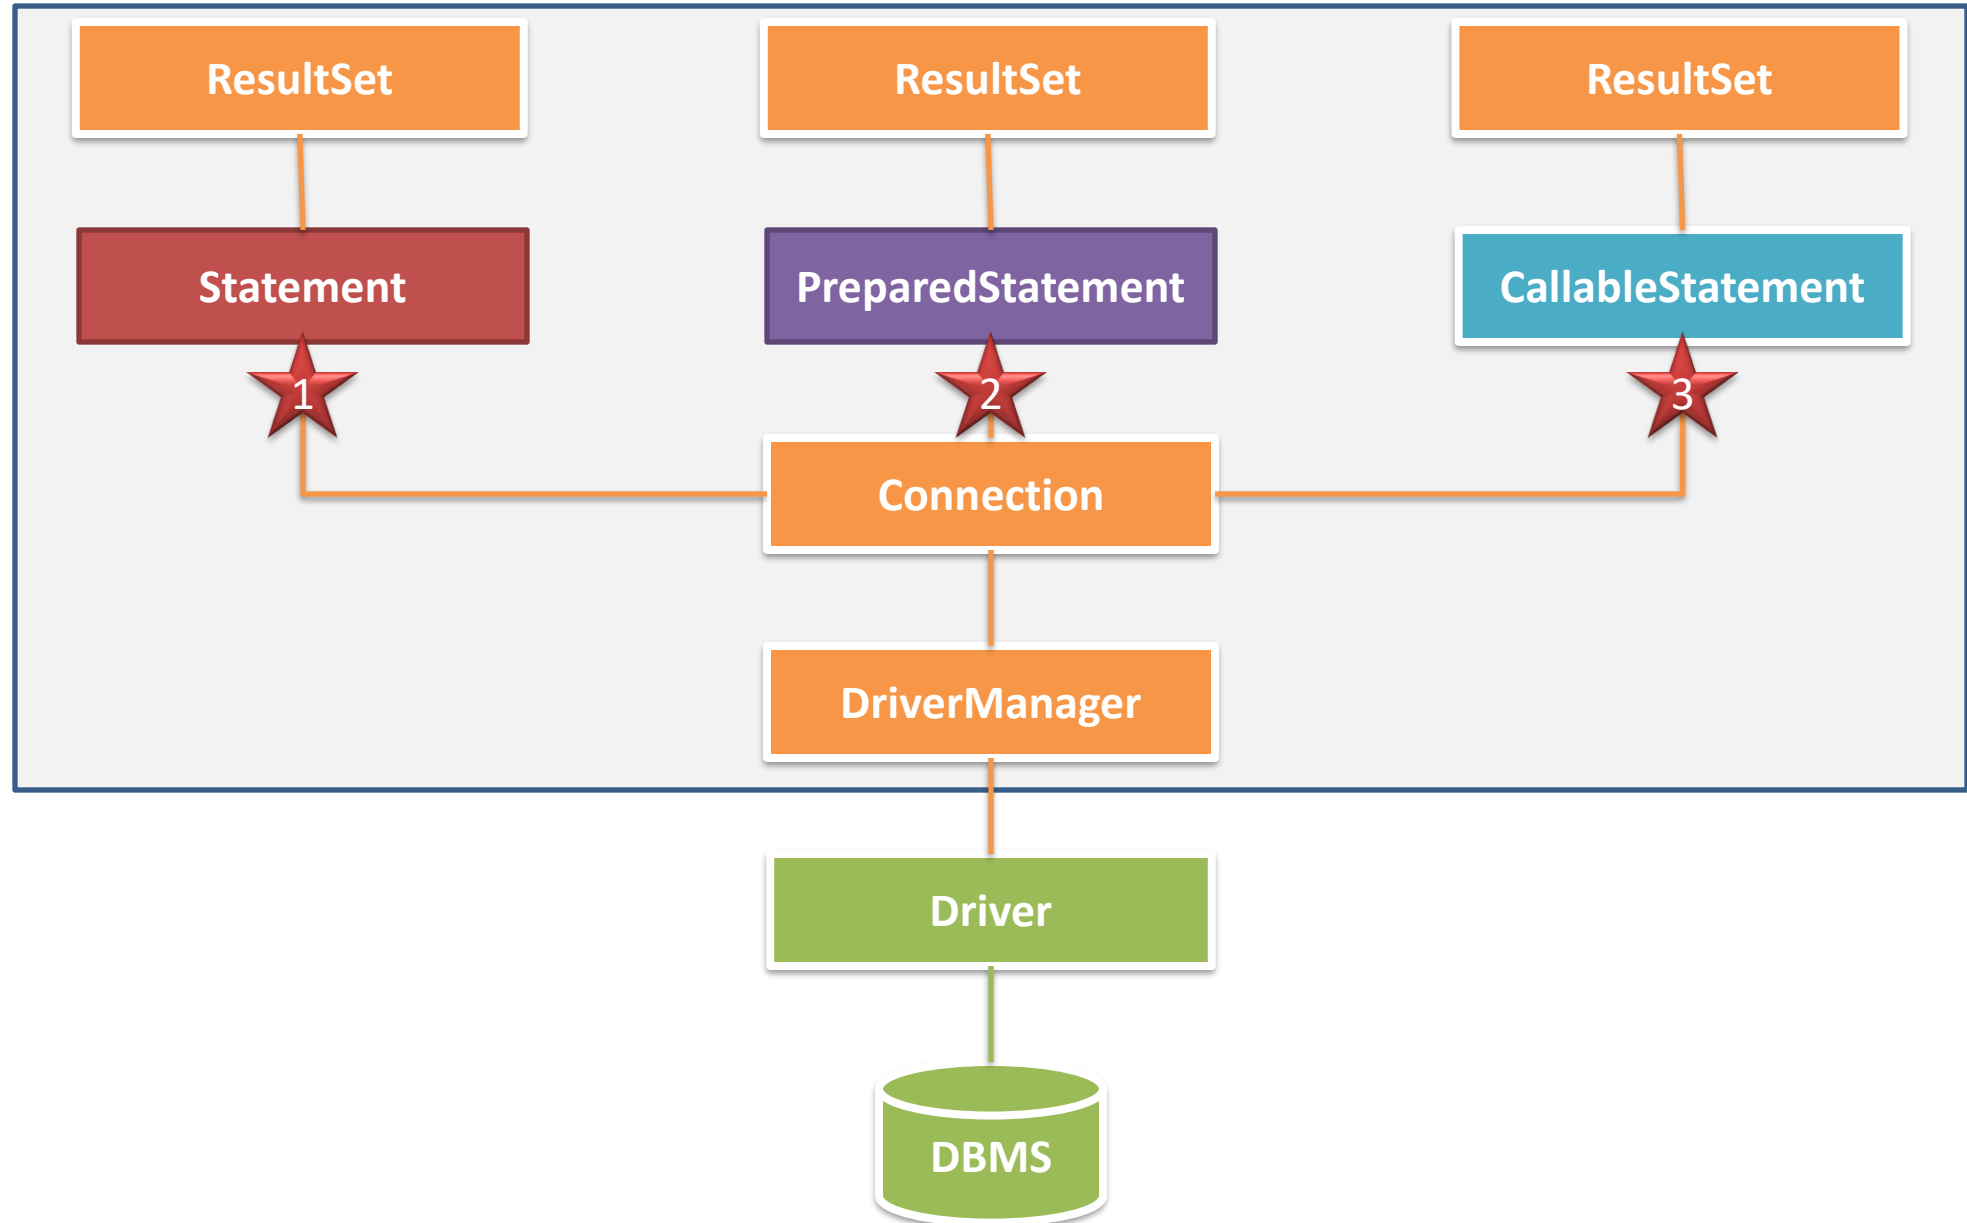 ResultSet
ResultSet
ResultSet
Statement
PreparedStatement
CallableStatement
1
2
3
Connection
DriverManager
Driver
DBMS